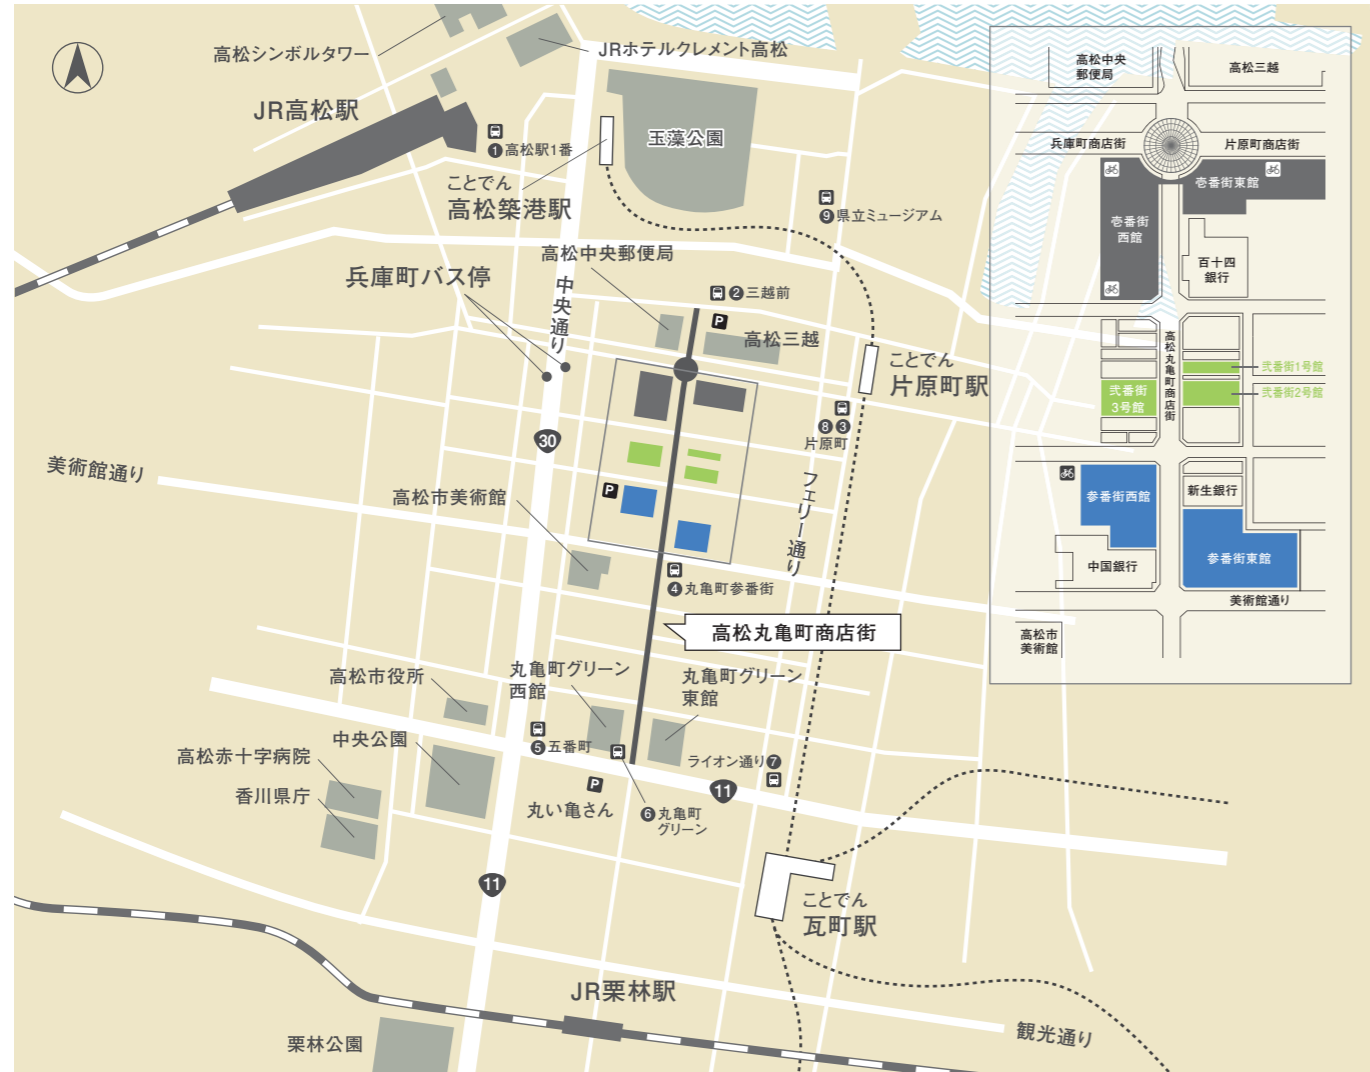 高松シンボルタワー
JRホテルクレメント高松
JR高松駅
❶高松駅1番
玉藻公園
ことでん
高松築港駅
❾県立ミュージアム
高松中央郵便局
兵庫町バス停
中央通り
❷三越前
P
高松三越
ことでん
片原町駅
❽❸
片原町
30
美術館通り
高松市美術館
P
フェリー通り
❹丸亀町参番街
高松丸亀町商店街
高松市役所
丸亀町グリーン
西館
丸亀町グリーン
東館
中央公園
❺五番町
高松赤十字病院
香川県庁
ライオン通り❼
P
丸い亀さん
❻丸亀町
グリーン
11
11
ことでん
瓦町駅
JR栗林駅
栗林公園
観光通り
高松中央
郵便局
高松三越
兵庫町商店街
片原町商店街
壱番街東館
壱番街
西館
百十四
銀行
高松丸亀町商店街
弐番街1号館
弐番街
3号館
弐番街2号館
参番街西館
新生銀行
中国銀行
参番街東館
美術館通り
高松市
美術館